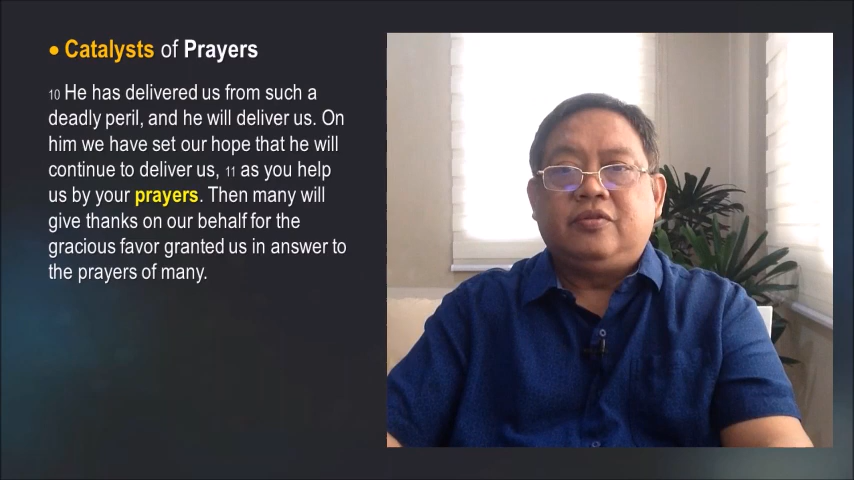 • Catalysts of Prayers
10 He has delivered us from such a
deadly peril, and he will deliver us. On
him we have set our hope that he will
continue to deliver us, 11 as you help
us by your prayers. Then many will
give thanks on our behalf for the
gracious favor granted us in answer to
the prayers of many.